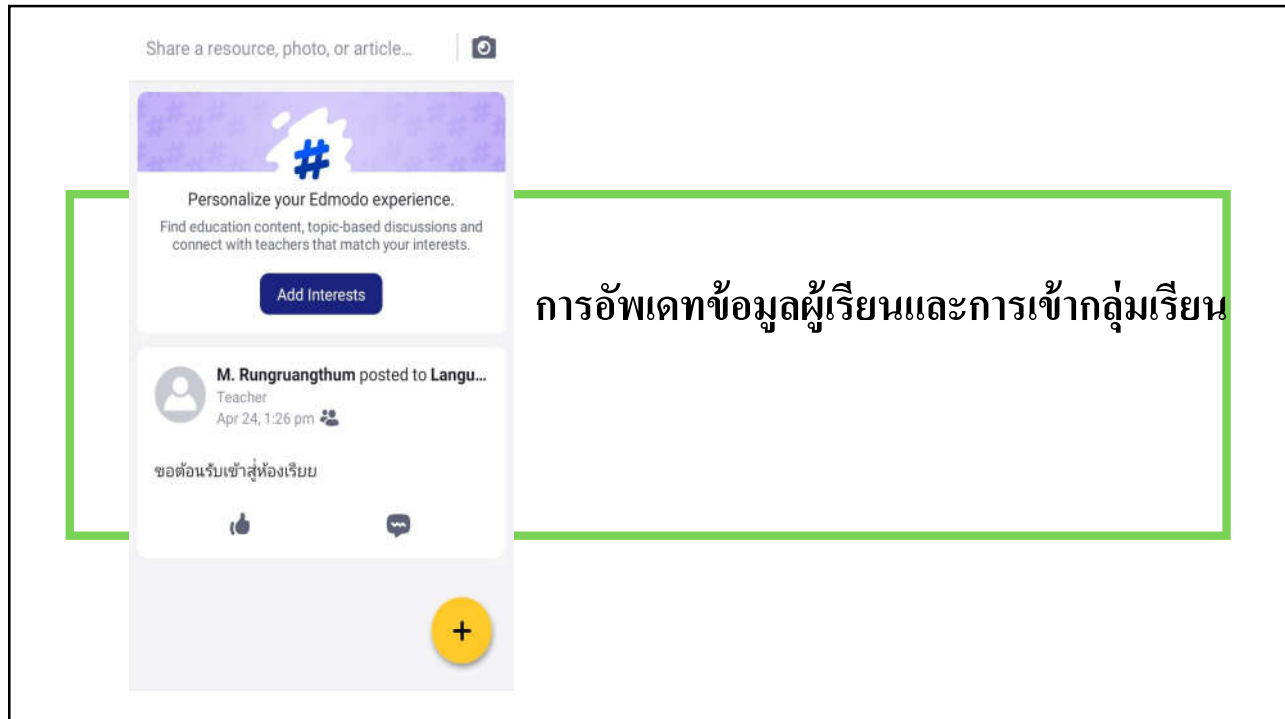 Share a resource, photo, or article...
#
Personalize your Edmodo experience.
Find education content, topic-based discussions and
connect with teachers that match your interests.
Add Interests
การอัพเดทข้อมูลผู้เรียนและการเข้ากลุ่มเรียน
M. Rungruangthum posted to Langu...
Teacher
Apr 24, 1:26 pm
ขอต้อนรับเข้าสู่ห้องเรียย
+